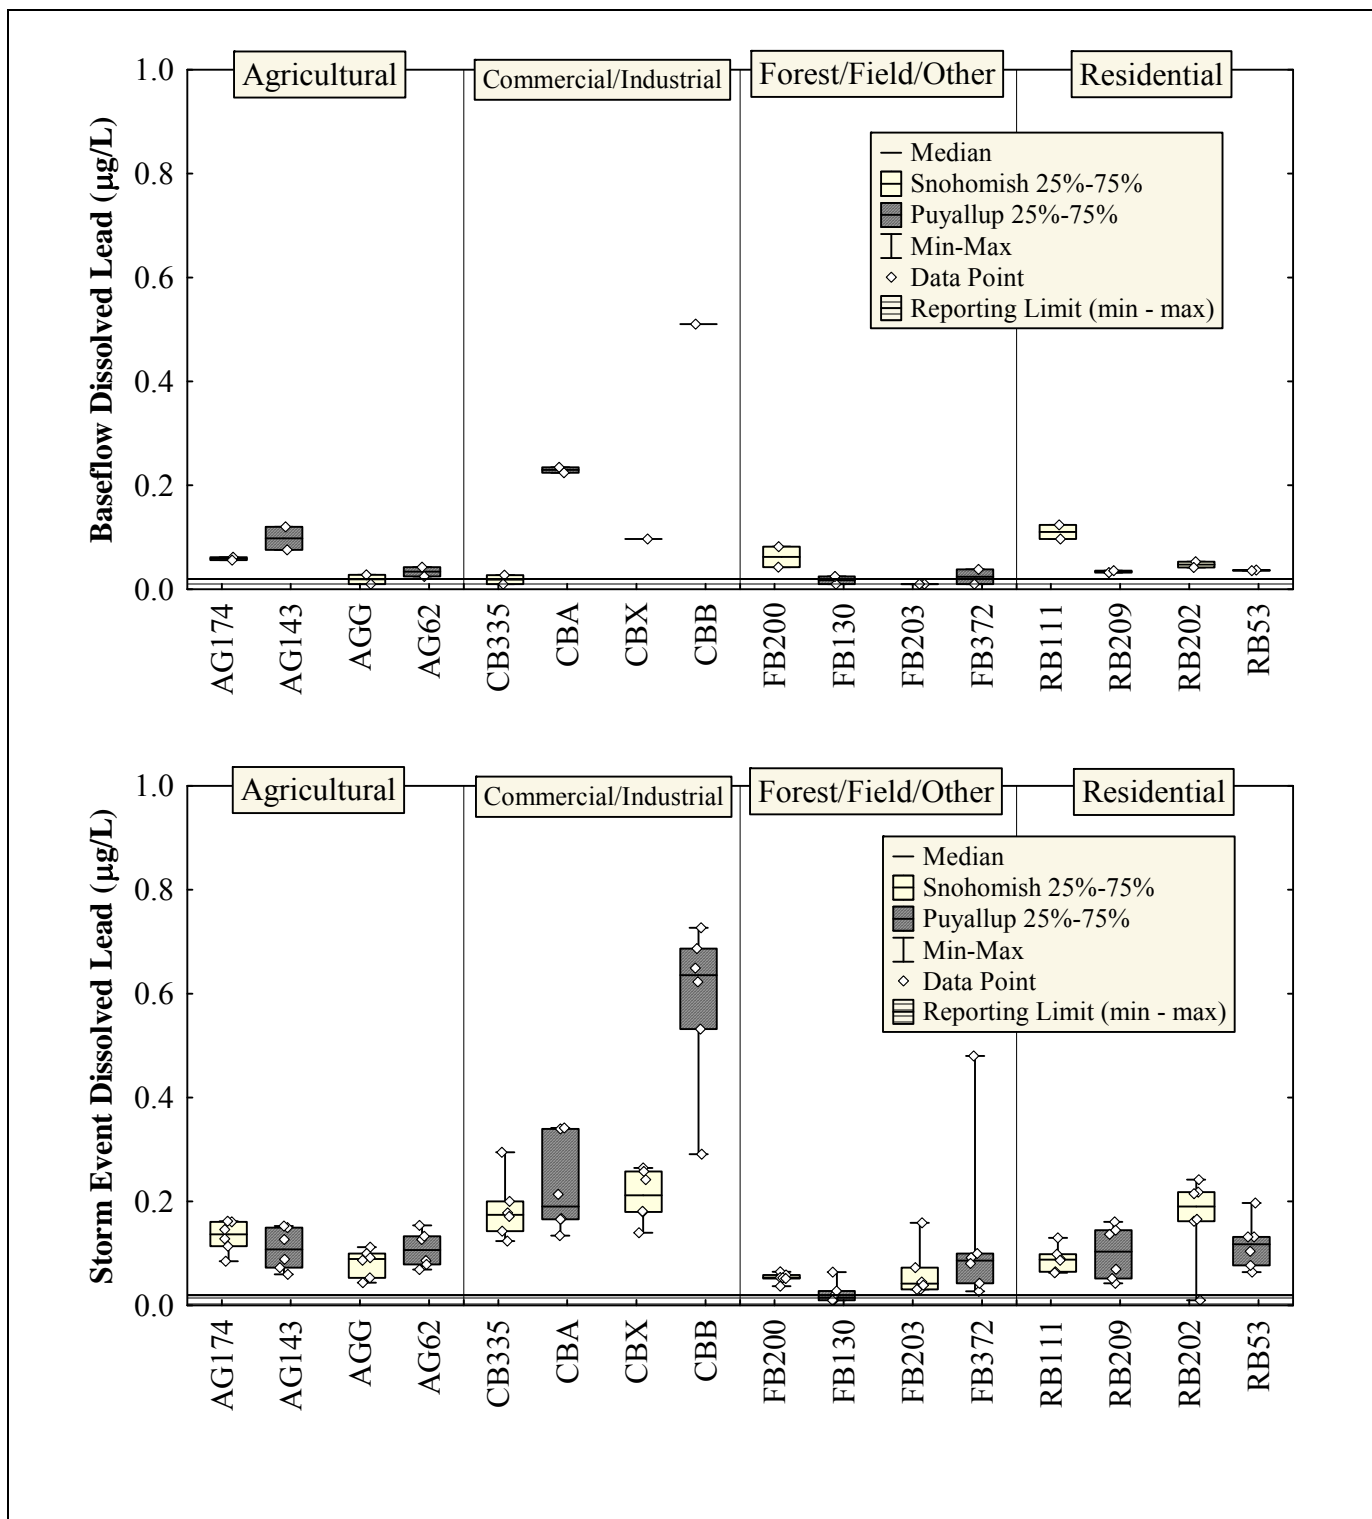 Agricultural
Commercial/Industrial
Forest/Field/Other
Residential
Baseflow Dissolved Lead (µg/L)
1.0
0.8
0.6
0.4
0.2
0.0
Median
Snohomish 25%-75%
Puyallup 25%-75%
Min-Max
Data Point
Reporting Limit (min - max)
AG174
AG143
AGG
AG62
CB335
CBA
CBX
CBB
FB200
FB130
FB203
FB372
RB111
RB209
RB202
RB53
Agricultural
Commercial/Industrial
Forest/Field/Other
Residential
Storm Event Dissolved Lead (µg/L)
1.0
0.8
0.6
0.4
0.2
0.0
Median
Snohomish 25%-75%
Puyallup 25%-75%
Min-Max
Data Point
Reporting Limit (min - max)
AG174
AG143
AGG
AG62
CB335
CBA
CBX
CBB
FB200
FB130
FB203
FB372
RB111
RB209
RB202
RB53